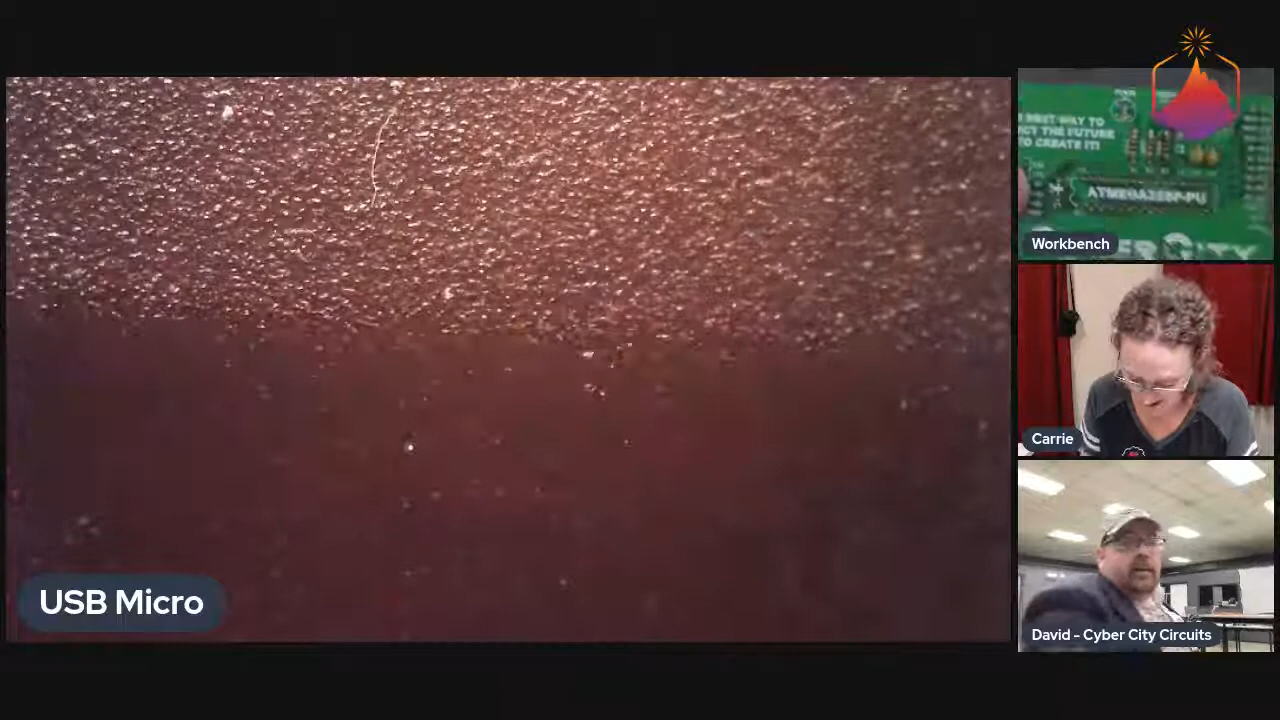 USB Micro
BEST WAY TO
CT THE FUTURE
TO CREATE IT!
ATMEGA328P-PU
Workbench
Carrie
David - Cyber City Circuits